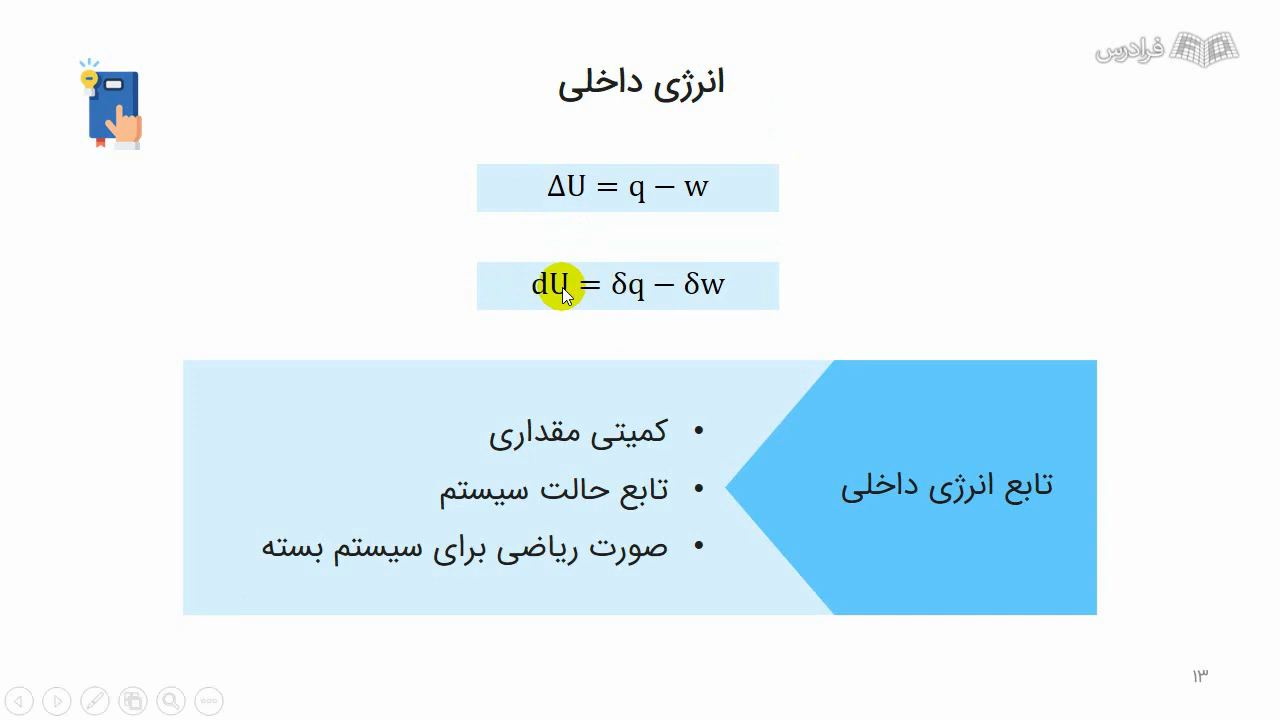 فرادرس
انرژی داخلی
ΔU = q − w
dU = δq − δw
تابع انرژی داخلی
• کمیتی مقداری
• تابع حالت سیستم
• صورت ریاضی برای سیستم بسته
۱۳